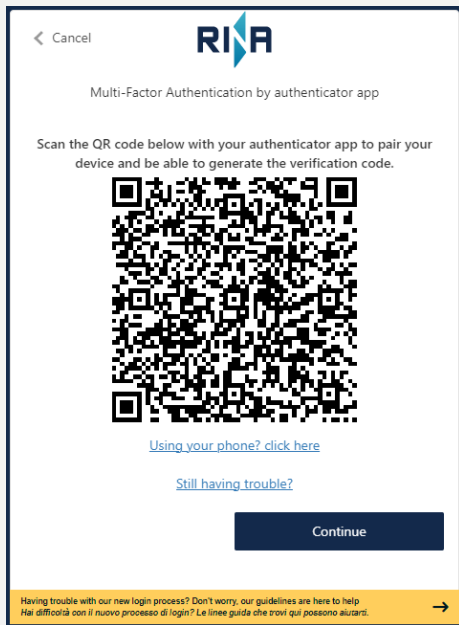 Cancel
RINA
Multi-Factor Authentication by authenticator app
Scan the QR code below with your authenticator app to pair your
device and be able to generate the verification code.
Using your phone? click here
Still having trouble?
Continue
Having trouble with our new login process? Don't worry, our guidelines are here to help
Hai difficoltà con il nuovo processo di login? Le linee guida che trovi qui possono aiutarti.